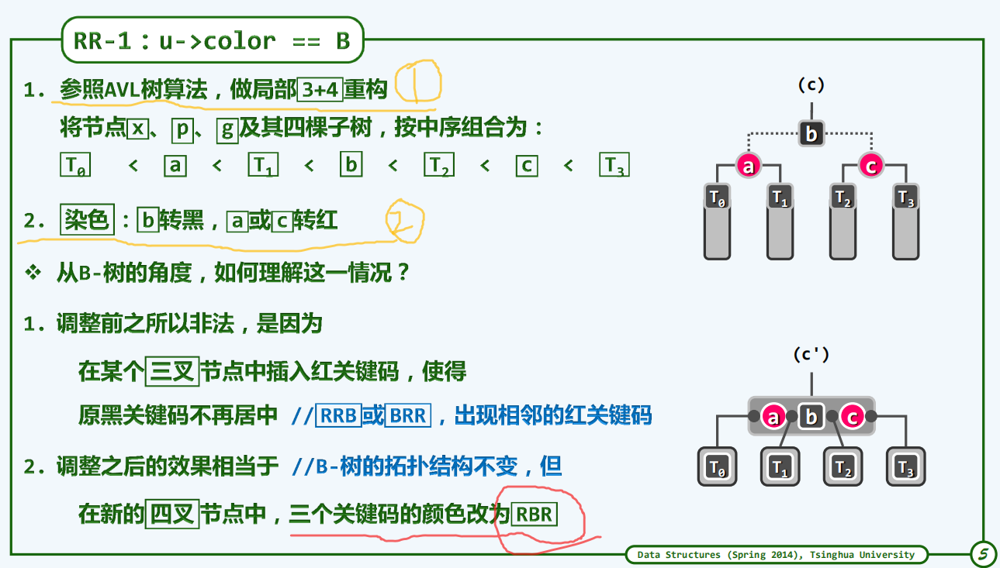 RR-1：u->color == B
1. 参照AVL树算法，做局部3+4重构 1
将节点x、p、g及其四棵子树，按中序组合为：
T0 < a < T1 < b < T2 < c < T3
2. 染色：b转黑，a或c转红 2
❖ 从B-树的角度，如何理解这一情况？
1. 调整前之所以非法，是因为
在某个三叉节点中插入红关键码，使得
原黑关键码不再居中 //RRB或BRR，出现相邻的红关键码
2. 调整之后的效果相当于 //B-树的拓扑结构不变，但
在新的四叉节点中，三个关键码的颜色改为RBR
(c)
b
a c
T0 T1 T2 T3
(c')
a b c
T0 T1 T2 T3
Data Structures (Spring 2014), Tsinghua University
5